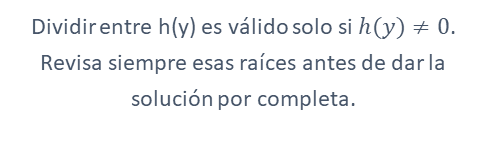 Dividir entre h(y) es válido solo si h(y) ≠ 0.
Revisa siempre esas raíces antes de dar la
solución por completa.